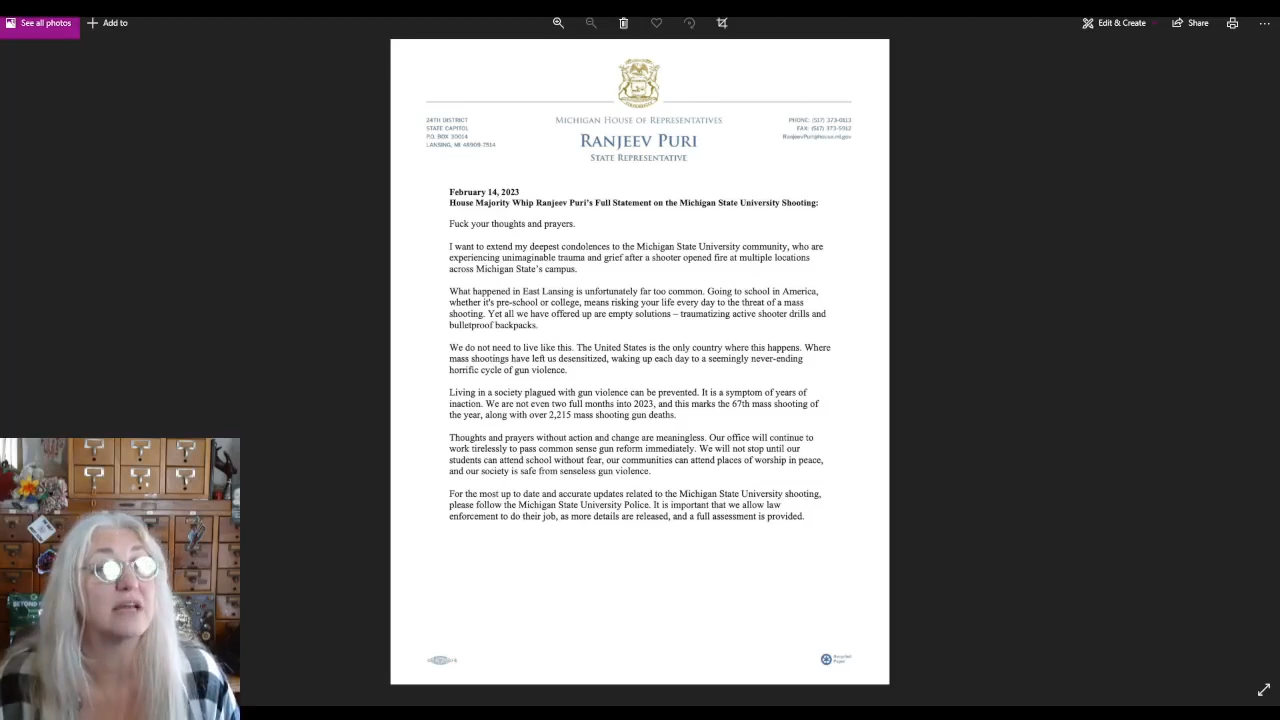 See all photos
Add to
Edit & Create
Share
24TH DISTRICT
STATE CAPITOL
P.O. BOX 30014
LANSING, MI 48909-7514
MICHIGAN HOUSE OF REPRESENTATIVES
RANJEEV PURI
STATE REPRESENTATIVE
PHONE: (517) 373-0113
FAX: (517) 373-5912
February 14, 2023
House Majority Whip Ranjeev Puri's Full Statement on the Michigan State University Shooting:
Fuck your thoughts and prayers.
I want to extend my deepest condolences to the Michigan State University community, who are
experiencing unimaginable trauma and grief after a shooter opened fire at multiple locations
across Michigan State's campus.
What happened in East Lansing is unfortunately far too common. Going to school in America,
whether it's pre-school or college, means risking your life every day to the threat of a mass
shooting. Yet all we have offered up are empty solutions – traumatizing active shooter drills and
bulletproof backpacks.
We do not need to live like this. The United States is the only country where this happens. Where
mass shootings have left us desensitized, waking up each day to a seemingly never-ending
horrific cycle of gun violence.
Living in a society plagued with gun violence can be prevented. It is a symptom of years of
inaction. We are not even two full months into 2023, and this marks the 67th mass shooting of
the year, along with over 2,215 mass shooting gun deaths.
Thoughts and prayers without action and change are meaningless. Our office will continue to
work tirelessly to pass common sense gun reform immediately. We will not stop until our
students can attend school without fear, our communities can attend places of worship in peace,
and our society is safe from senseless gun violence.
For the most up to date and accurate updates related to the Michigan State University shooting,
please follow the Michigan State University Police. It is important that we allow law
enforcement to do their job, as more details are released, and a full assessment is provided.
Recycled
Paper
BEYOND